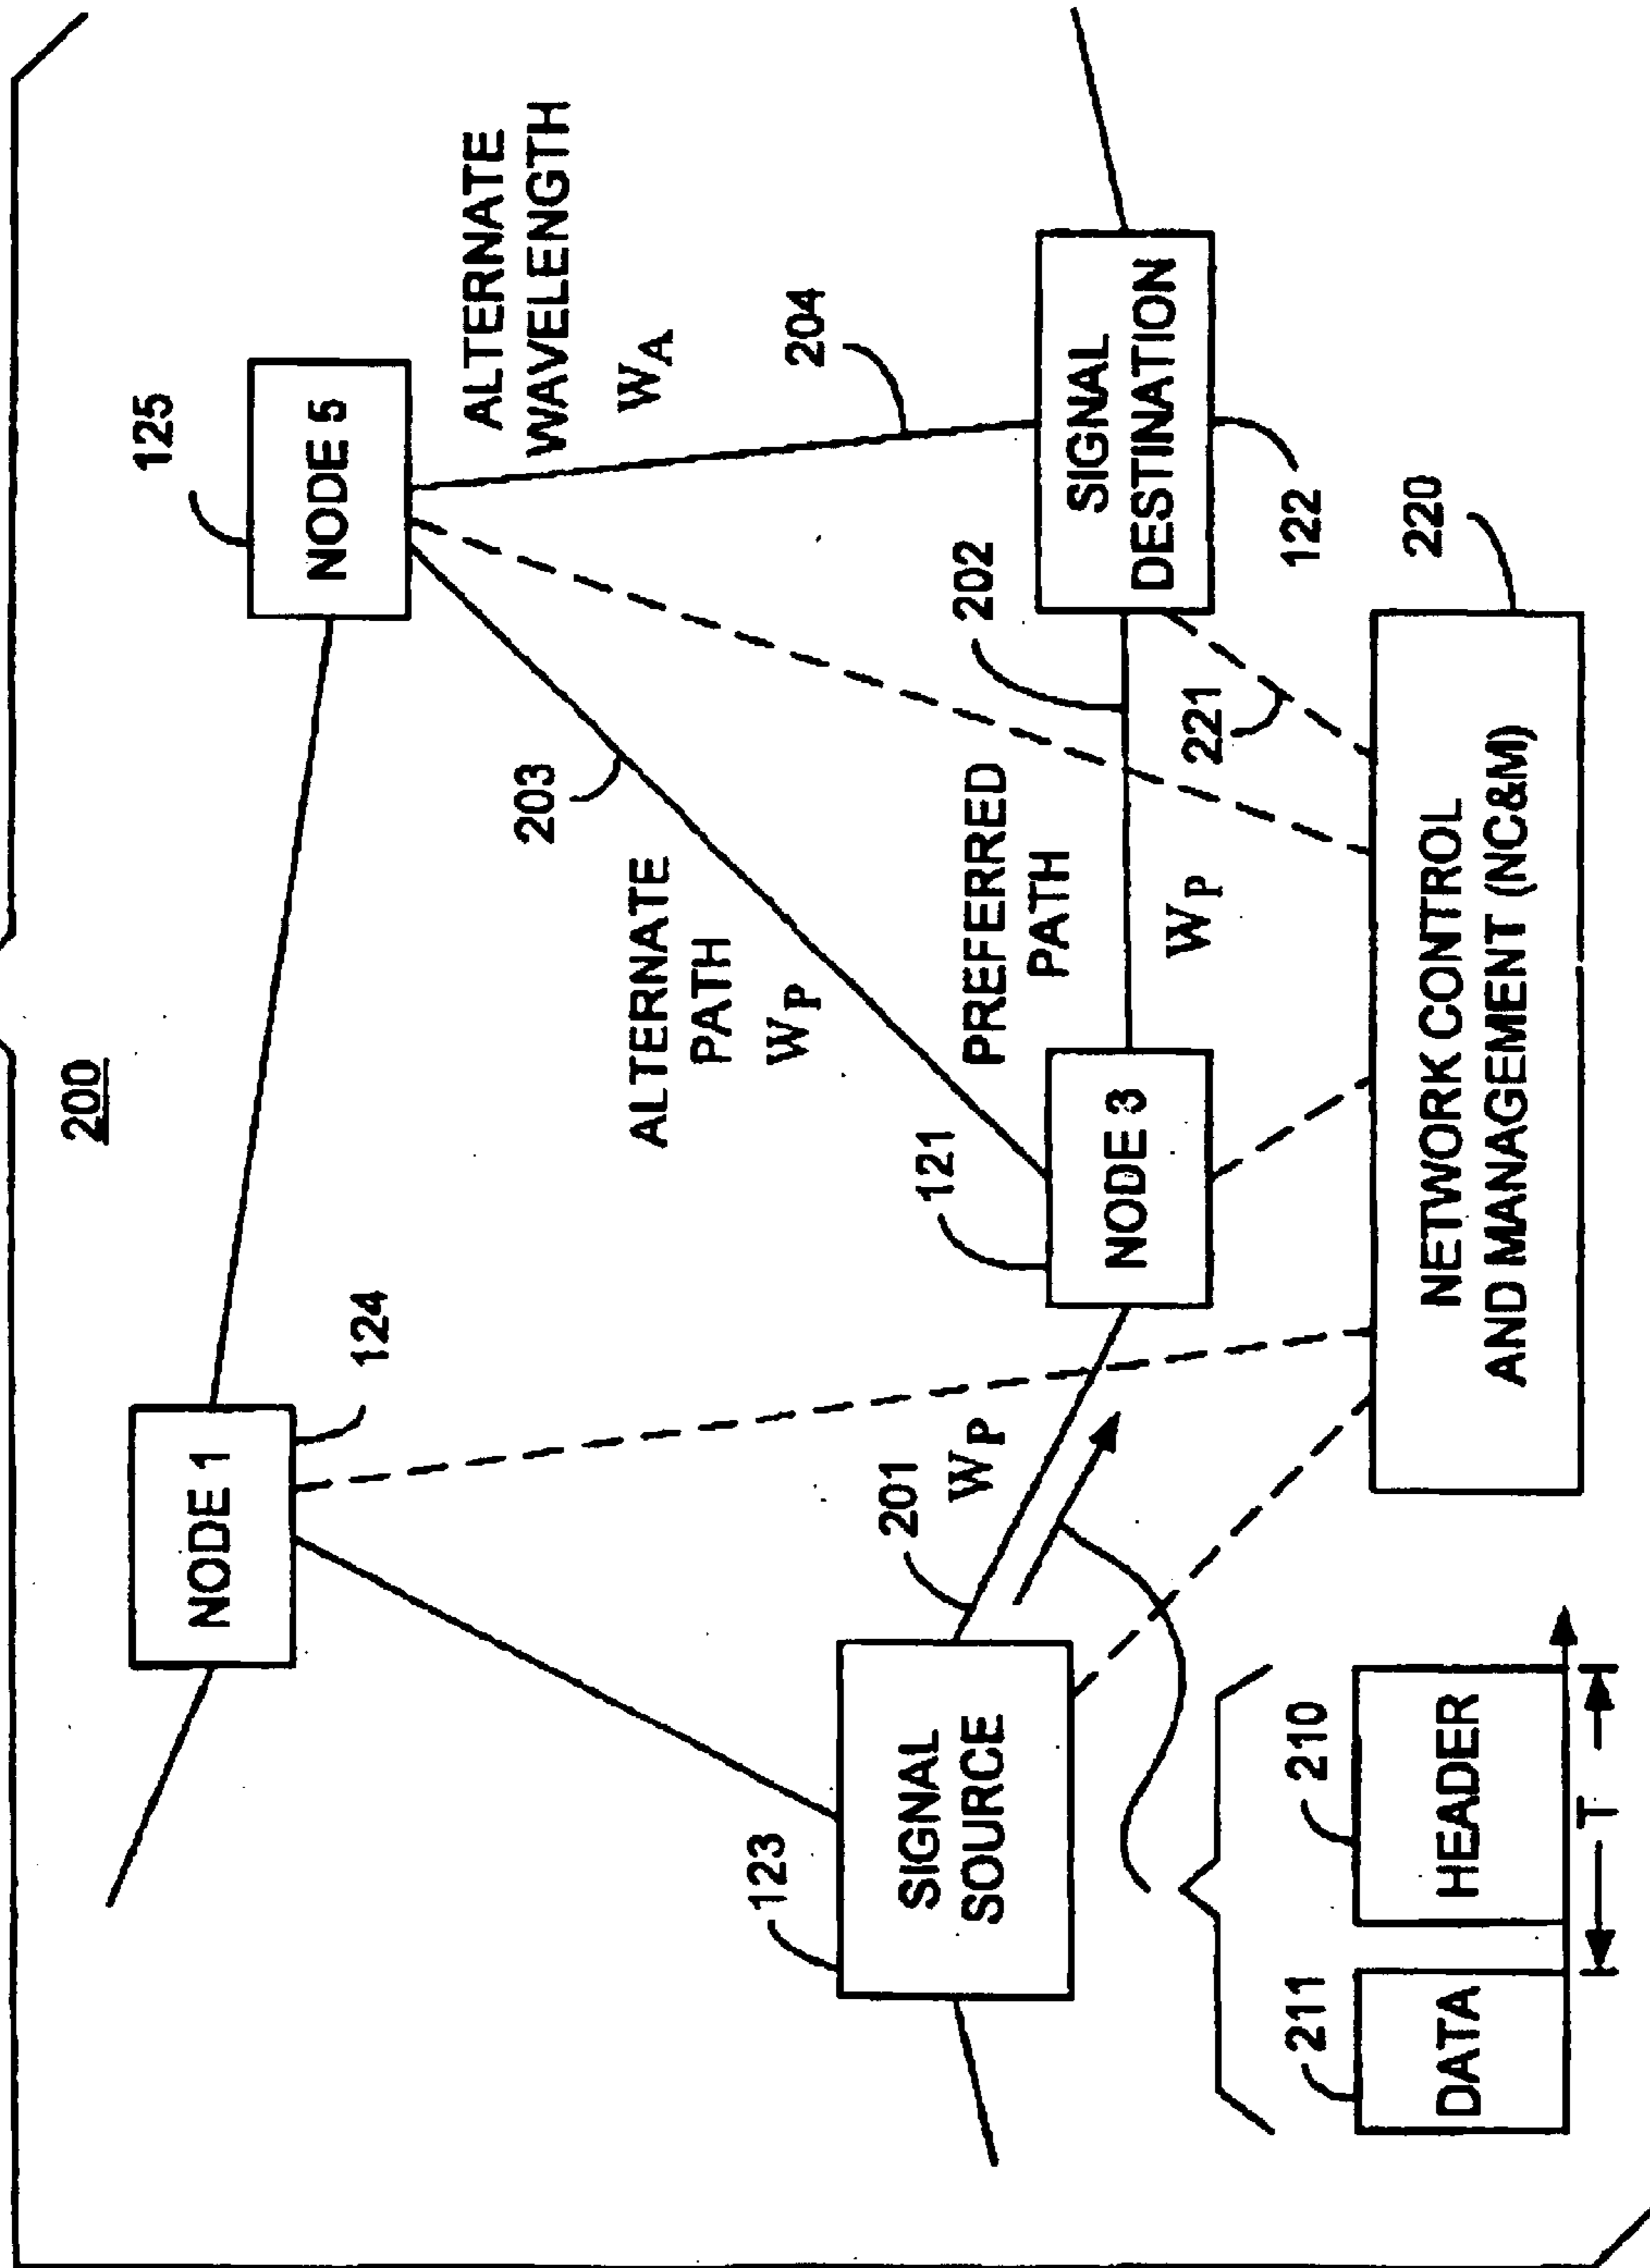 200
125
NODE 5
124
NODE 1
ALTERNATE
WAVELENGTH
W_A
203
ALTERNATE
PATH
W_P
204
123
SIGNAL
SOURCE
201
W_P
121
NODE 3
PREFERRED
PATH
202
W_P
SIGNAL
DESTINATION
122
221
220
NETWORK CONTROL
AND MANAGEMENT (NC&M)
211
DATA
210
HEADER
T